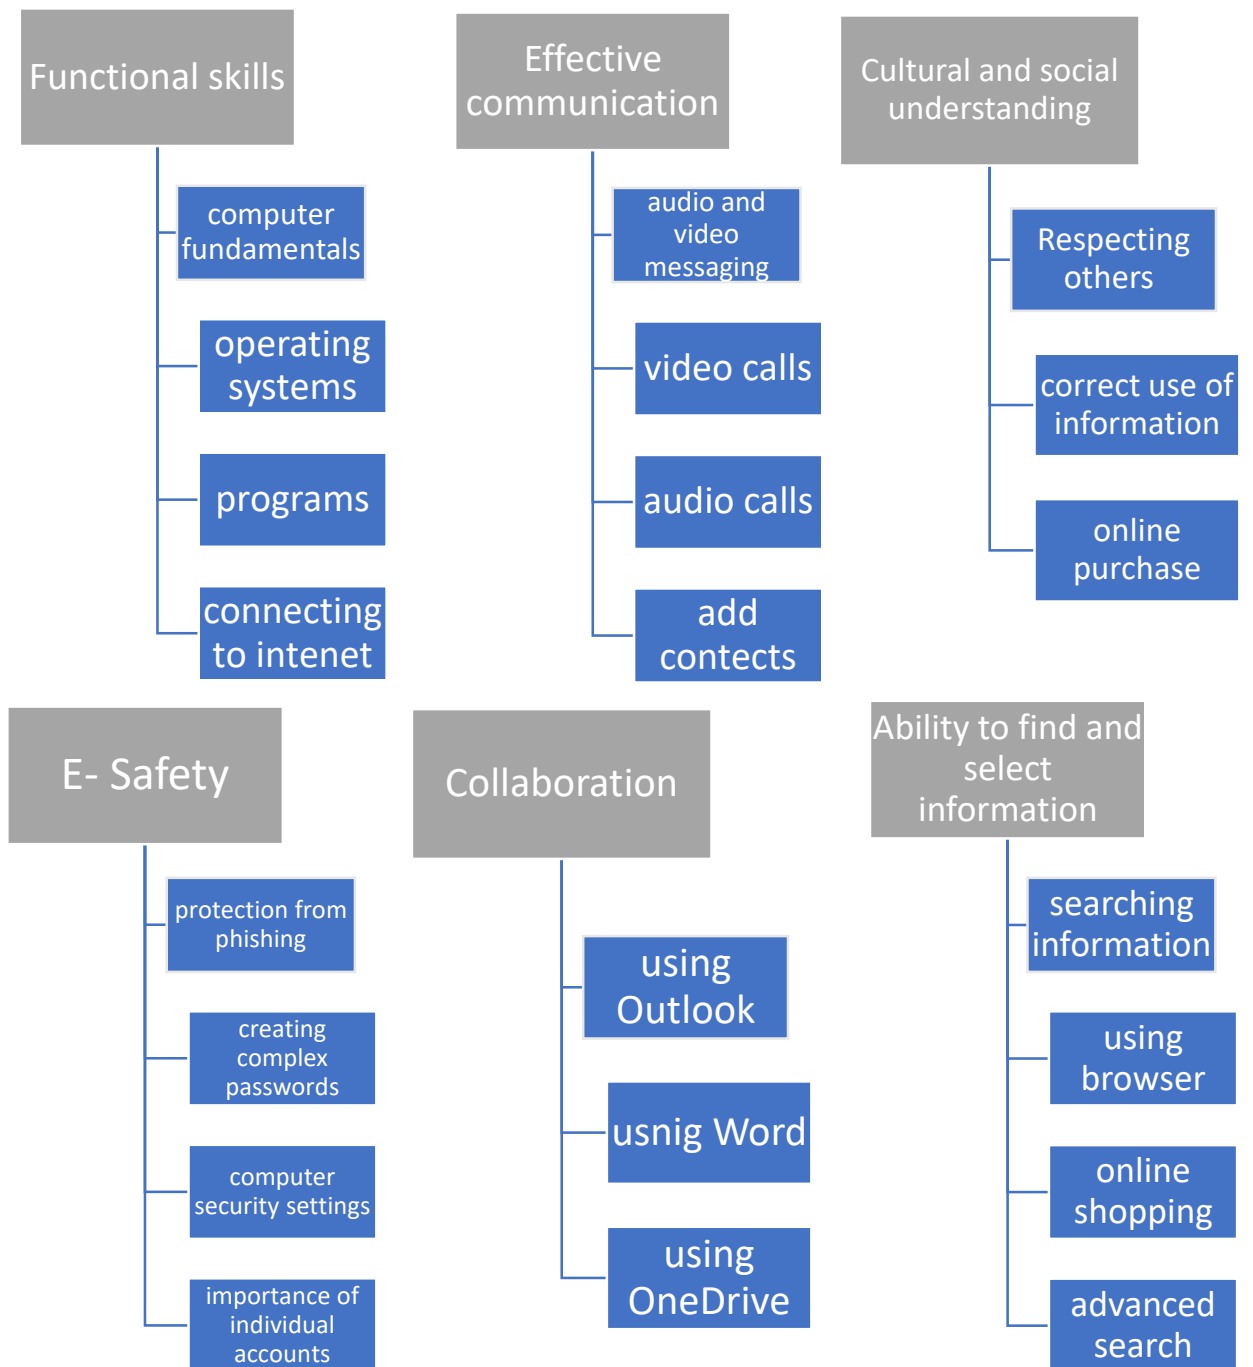 Functional skills
computer
fundamentals
operating
systems
programs
connecting
to intenet
Effective
communication
audio and
video
messaging
video calls
audio calls
add
contects
Cultural and social
understanding
Respecting
others
correct use of
information
online
purchase
E- Safety
protection from
phishing
creating
complex
passwords
computer
security settings
importance of
individual
accounts
Collaboration
using
Outlook
usnig Word
using
OneDrive
Ability to find and
select
information
searching
information
using
browser
online
shopping
advanced
search